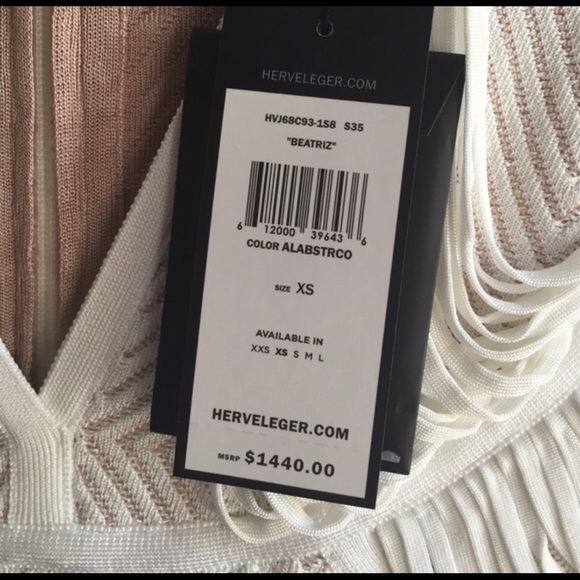 HERVELEGER.COM
HVJ68C93-1S8 S35
"BEATRIZ"
6 12000 39643 6
COLOR ALABSTRCO
SIZE XS
AVAILABLE IN
XXS XS S M L
HERVELEGER.COM
MSRP $1440.00